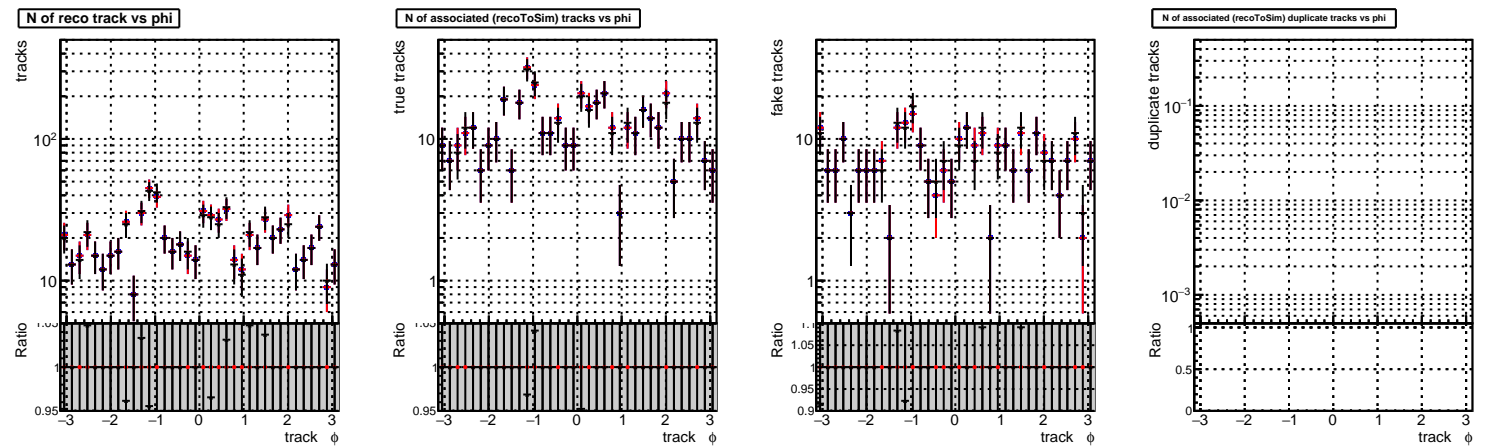 N of reco track vs phi
tracks
10²
10
Ratio
1.05
1
0.95
−3 −2 −1 0 1 2 3
track ϕ
N of associated (recoToSim) tracks vs phi
true tracks
10
1
Ratio
1.05
1
0.95
−3 −2 −1 0 1 2 3
track ϕ
fake tracks
10
1
Ratio
1.1
1.05
1
0.95
0.9
−3 −2 −1 0 1 2 3
track ϕ
N of associated (recoToSim) duplicate tracks vs phi
duplicate tracks
10⁻¹
10⁻²
10⁻³
Ratio
1
0.5
0
−3 −2 −1 0 1 2 3
track ϕ